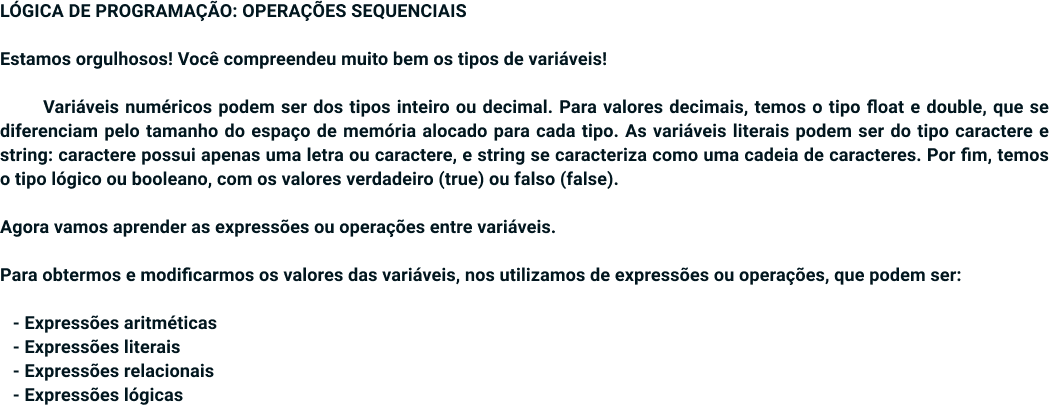 LÓGICA DE PROGRAMAÇÃO: OPERAÇÕES SEQUENCIAIS
Estamos orgulhosos! Você compreendeu muito bem os tipos de variáveis!
Variáveis numéricos podem ser dos tipos inteiro ou decimal. Para valores decimais, temos o tipo float e double, que se
diferenciam pelo tamanho do espaço de memória alocado para cada tipo. As variáveis literais podem ser do tipo caractere e
string: caractere possui apenas uma letra ou caractere, e string se caracteriza como uma cadeia de caracteres. Por fim, temos
o tipo lógico ou booleano, com os valores verdadeiro (true) ou falso (false).
Agora vamos aprender as expressões ou operações entre variáveis.
Para obtermos e modificarmos os valores das variáveis, nos utilizamos de expressões ou operações, que podem ser:
- Expressões aritméticas
- Expressões literais
- Expressões relacionais
- Expressões lógicas